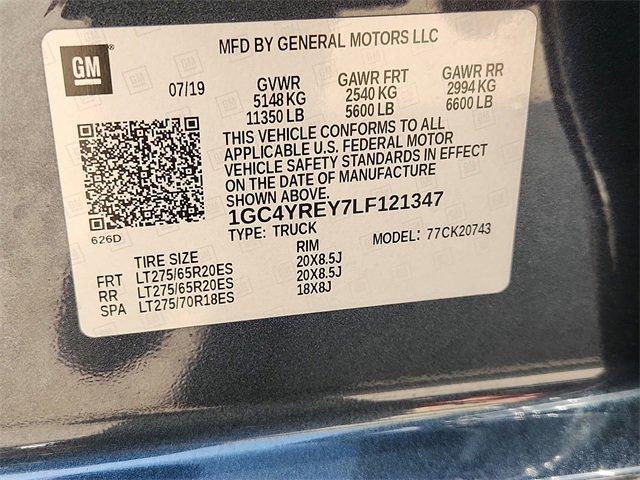 GM
MFD BY GENERAL MOTORS LLC
07/19
GVWR
5148 KG
11350 LB
GAWR FRT
2540 KG
5600 LB
GAWR RR
2994 KG
6600 LB
THIS VEHICLE CONFORMS TO ALL
APPLICABLE U.S. FEDERAL MOTOR
VEHICLE SAFETY STANDARDS IN EFFECT
ON THE DATE OF MANUFACTURE
SHOWN ABOVE.
1GC4YREY7LF121347
TYPE: TRUCK
MODEL: 77CK20743
626D
TIRE SIZE RIM
FRT LT275/65R20ES 20X8.5J
RR LT275/65R20ES 20X8.5J
SPA LT275/70R18ES 18X8J